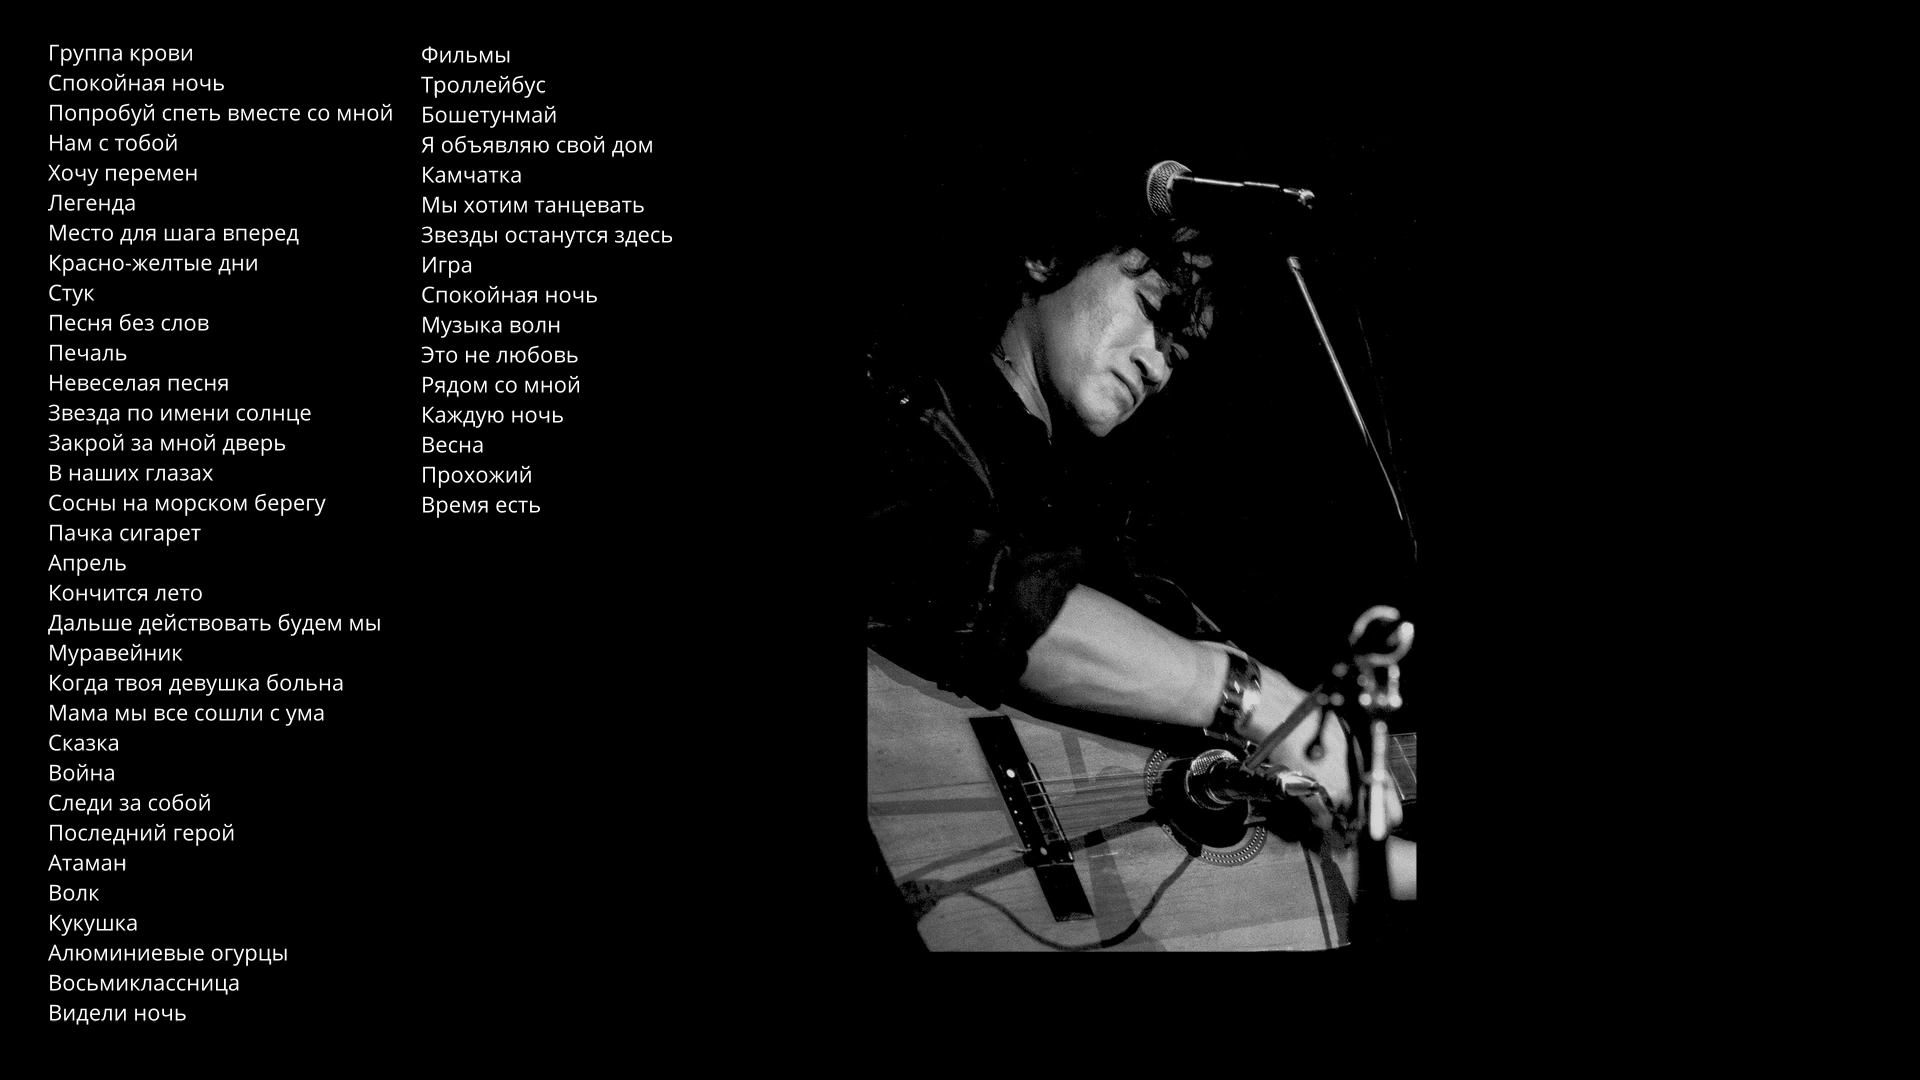 Группа крови
Спокойная ночь
Попробуй спеть вместе со мной
Нам с тобой
Хочу перемен
Легенда
Место для шага вперед
Красно-желтые дни
Стук
Песня без слов
Печаль
Невеселая песня
Звезда по имени солнце
Закрой за мной дверь
В наших глазах
Сосны на морском берегу
Пачка сигарет
Апрель
Кончится лето
Дальше действовать будем мы
Муравейник
Когда твоя девушка больна
Мама мы все сошли с ума
Сказка
Война
Следи за собой
Последний герой
Атаман
Волк
Кукушка
Алюминиевые огурцы
Восьмиклассница
Видели ночь
Фильмы
Троллейбус
Бошетунмай
Я объявляю свой дом
Камчатка
Мы хотим танцевать
Звезды останутся здесь
Игра
Спокойная ночь
Музыка волн
Это не любовь
Рядом со мной
Каждую ночь
Весна
Прохожий
Время есть